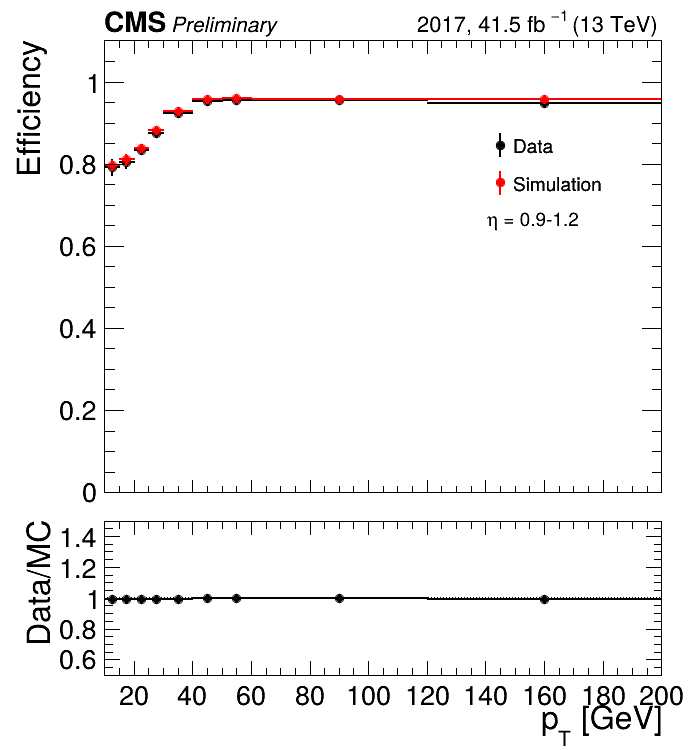 CMS Preliminary 2017, 41.5 fb⁻¹ (13 TeV)
Efficiency
1
0.8
0.6
0.4
0.2
0
Data
Simulation
η = 0.9-1.2
Data/MC
1.4
1.2
1
0.8
0.6
20 40 60 80 100 120 140 160 180 200
p_T [GeV]